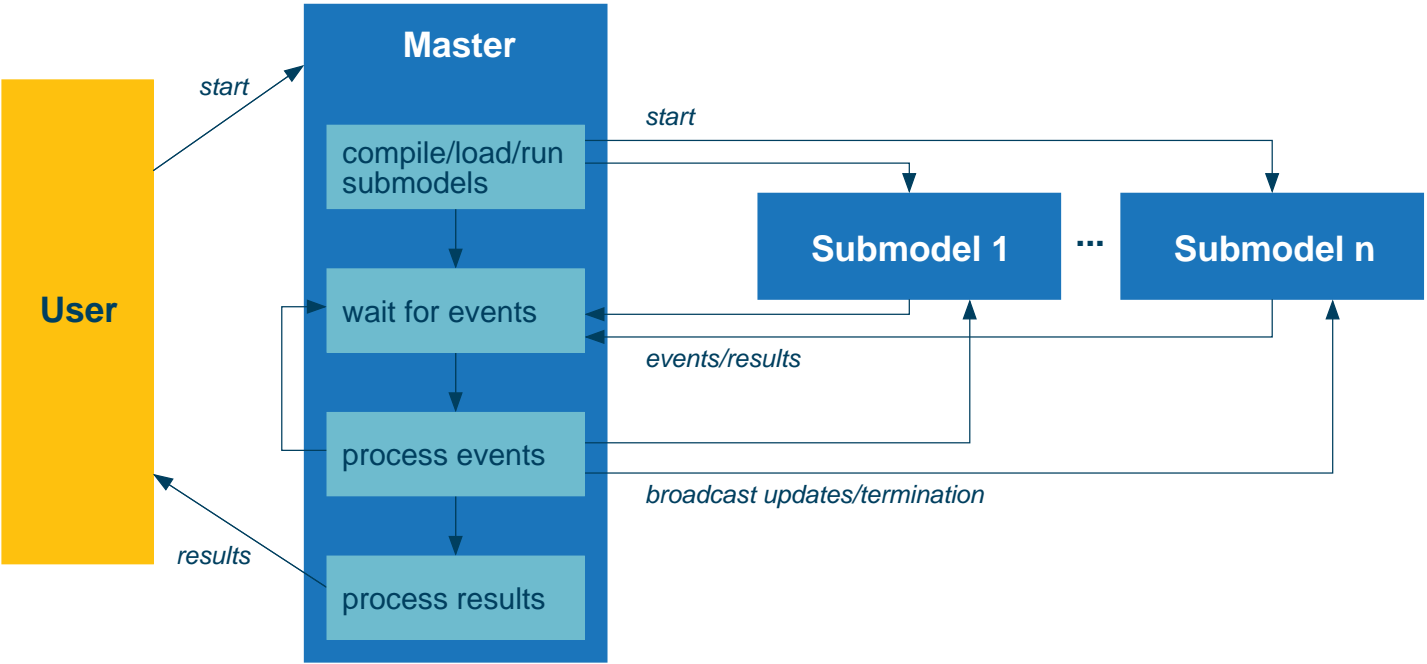 Master
start
start
compile/load/run
submodels
Submodel 1
...
Submodel n
User
wait for events
events/results
process events
broadcast updates/termination
results
process results